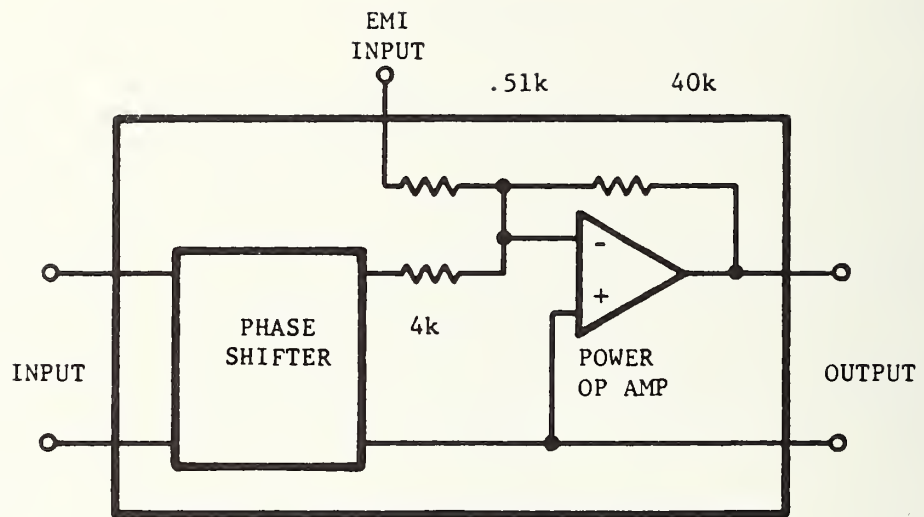 EMI
INPUT
.51k
40k
-
+
4k
PHASE
SHIFTER
POWER
OP AMP
INPUT
OUTPUT